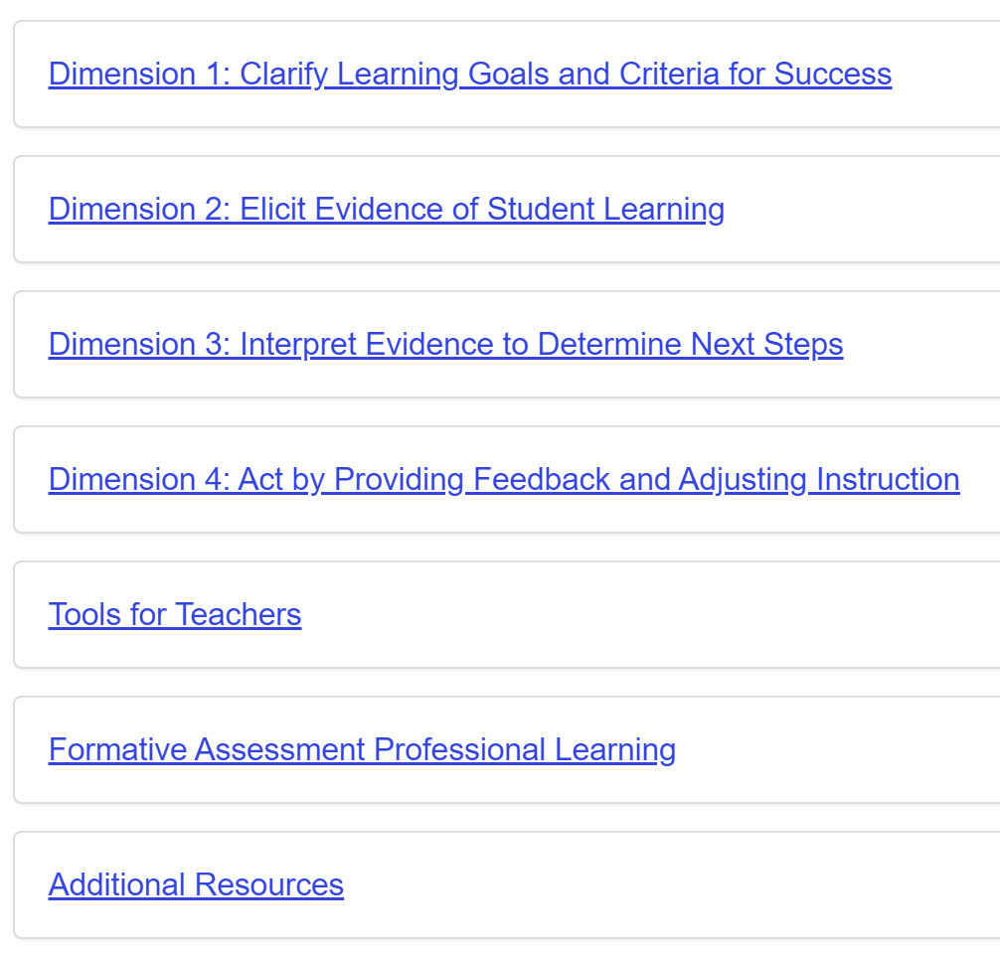 Dimension 1: Clarify Learning Goals and Criteria for Success
Dimension 2: Elicit Evidence of Student Learning
Dimension 3: Interpret Evidence to Determine Next Steps
Dimension 4: Act by Providing Feedback and Adjusting Instruction
Tools for Teachers
Formative Assessment Professional Learning
Additional Resources